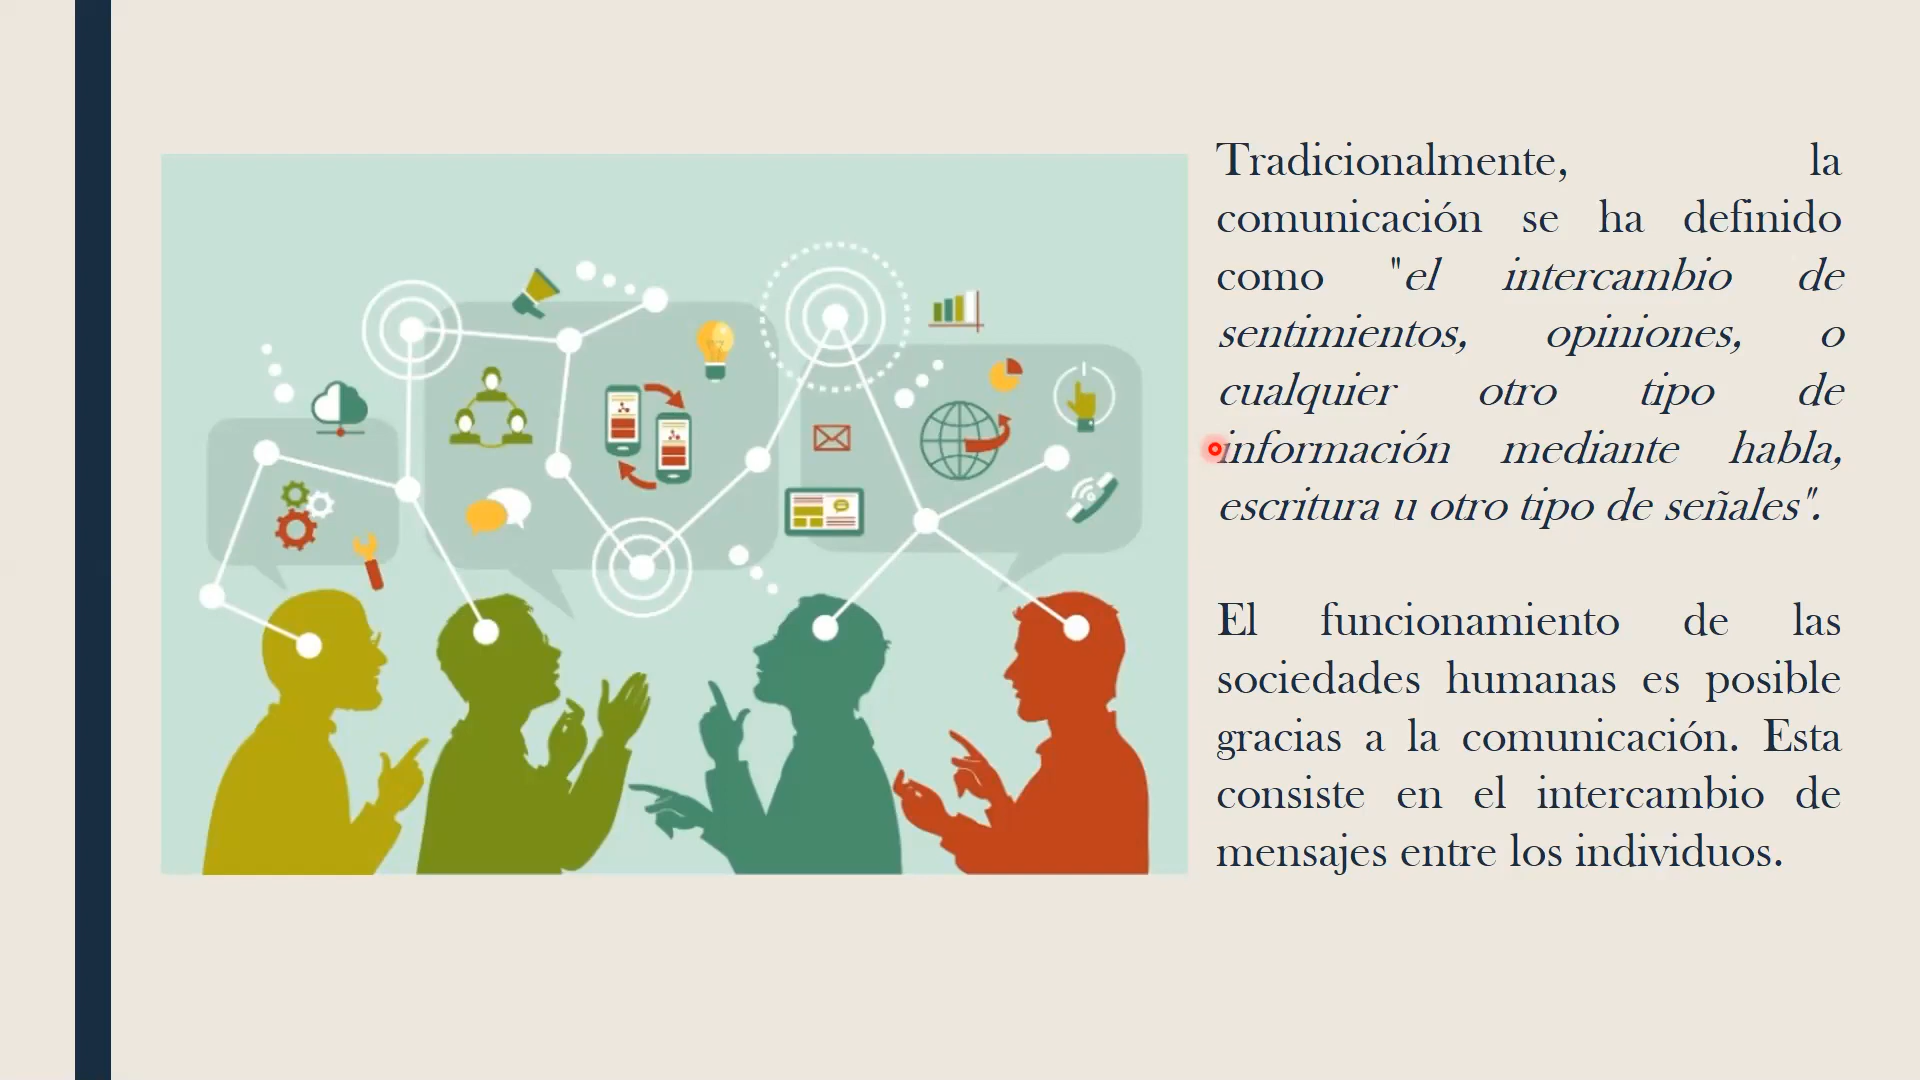 Tradicionalmente, la
comunicación se ha definido
como "el intercambio de
sentimientos, opiniones, o
cualquier otro tipo de
información mediante habla,
escritura u otro tipo de señales".
El funcionamiento de las
sociedades humanas es posible
gracias a la comunicación. Esta
consiste en el intercambio de
mensajes entre los individuos.